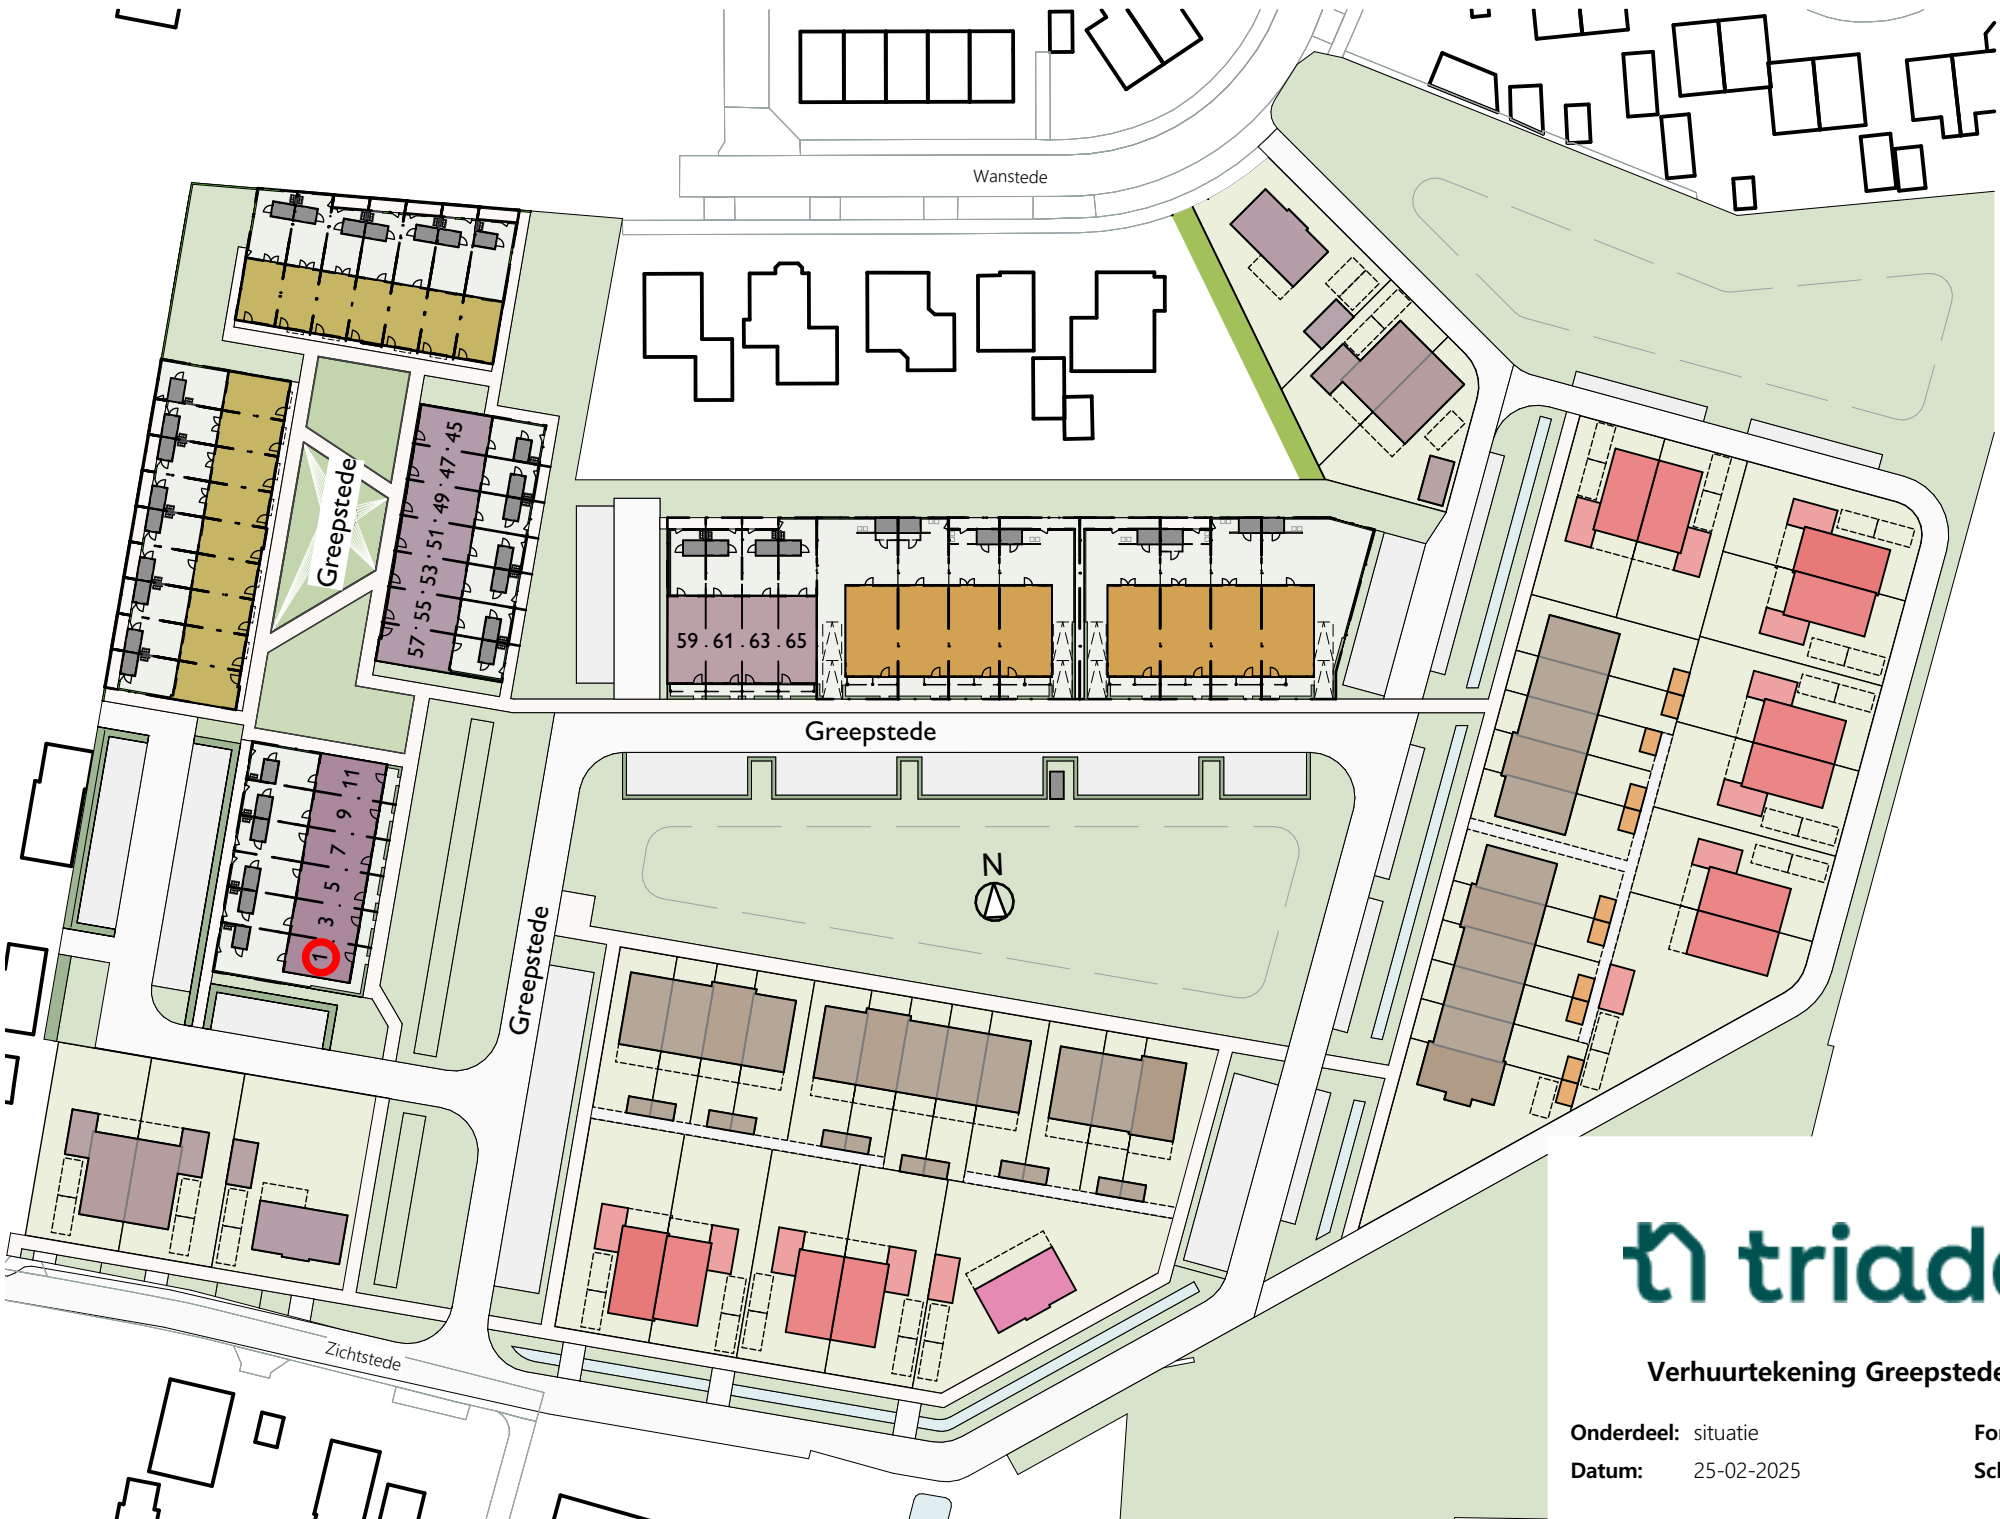 Wanstede
57 . 55 . 53 . 51 . 49 . 47 . 45
Greepstede
59 . 61 . 63 . 65
Greepstede
1 . 3 . 5 . 7 . 9 . 11
N
Greepstede
Zichtstede
triad
Verhuurtekening Greepstede
Onderdeel: situatie
Datum: 25-02-2025